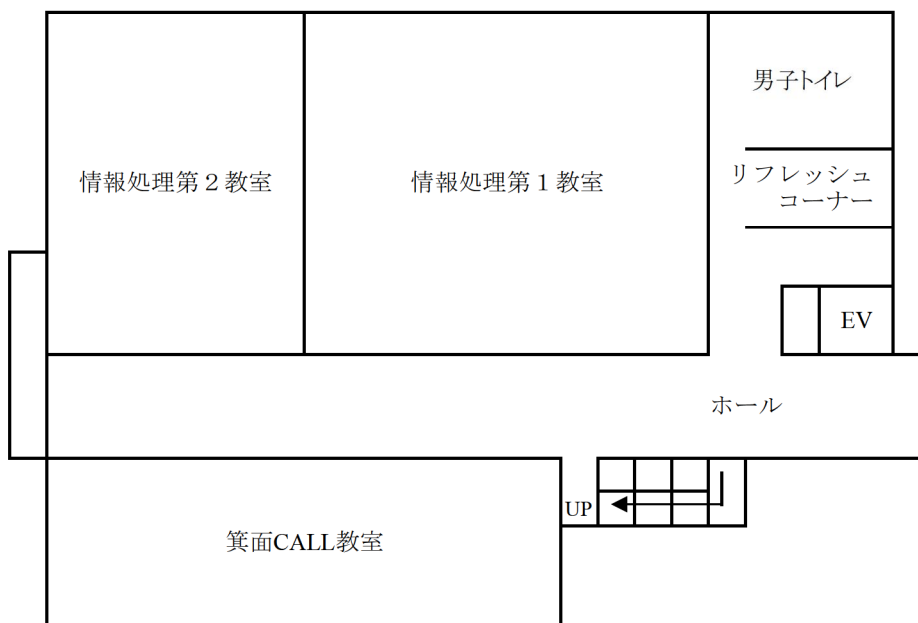 男子トイレ
情報処理第２教室
情報処理第１教室
リフレッシュ
コーナー
EV
ホール
UP
箕面CALL教室